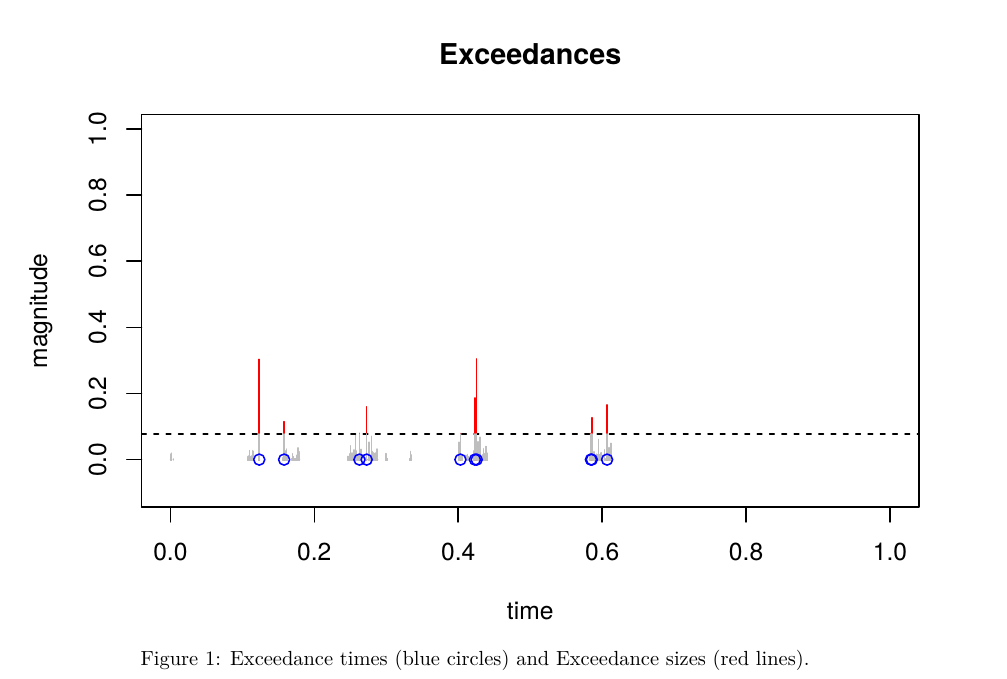 Exceedances
magnitude
1.0
0.8
0.6
0.4
0.2
0.0
0.0 0.2 0.4 0.6 0.8 1.0
time
Figure 1: Exceedance times (blue circles) and Exceedance sizes (red lines).